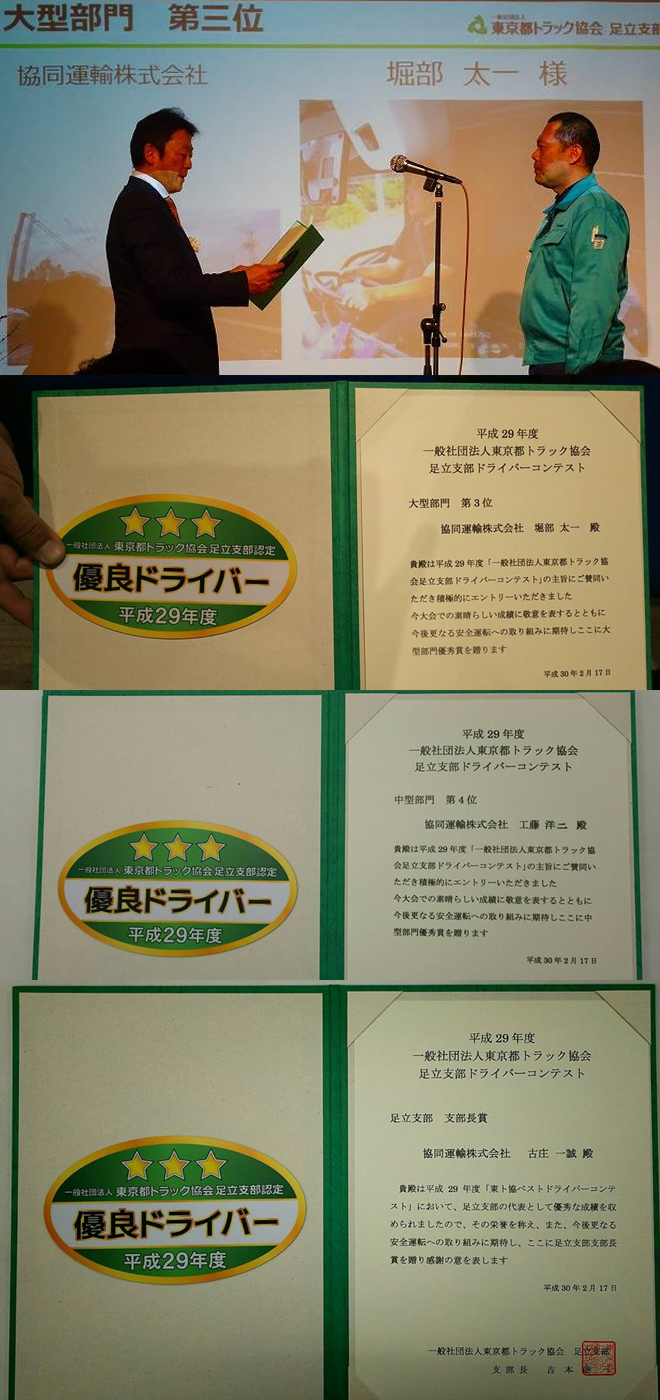 大型部門　第三位
一般社団法人
東京都トラック協会 足立支部
協同運輸株式会社
堀部 太一 様
一般社団法人 東京都トラック協会 足立支部認定
優良ドライバー
平成29年度
平成 29 年度
一般社団法人東京都トラック協会
足立支部ドライバーコンテスト
大型部門　第３位
協同運輸株式会社　堀部 太一　殿
貴殿は平成 29 年度「一般社団法人東京都トラック協
会足立支部ドライバーコンテスト」の主旨にご賛同い
ただき積極的にエントリーいただきました
今大会での素晴らしい成績に敬意を表するとともに
今後更なる安全運転への取り組みに期待しここに大
型部門優秀賞を贈ります
平成 30 年 2 月 17 日
一般社団法人 東京都トラック協会 足立支部認定
優良ドライバー
平成29年度
平成 29 年度
一般社団法人東京都トラック協会
足立支部ドライバーコンテスト
中型部門　第４位
協同運輸株式会社　工藤 洋二　殿
貴殿は平成 29 年度「一般社団法人東京都トラック協
会足立支部ドライバーコンテスト」の主旨にご賛同い
ただき積極的にエントリーいただきました
今大会での素晴らしい成績に敬意を表するとともに
今後更なる安全運転への取り組みに期待しここに中
型部門優秀賞を贈ります
平成 30 年 2 月 17 日
一般社団法人 東京都トラック協会 足立支部認定
優良ドライバー
平成29年度
平成 29 年度
一般社団法人東京都トラック協会
足立支部ドライバーコンテスト
足立支部　支部長賞
協同運輸株式会社　古庄 一誠 殿
貴殿は平成 29 年度「東ト協ベストドライバーコンテ
スト」において、足立支部の代表として優秀な成績を収
められましたので、その栄誉を称え、また、今後更なる
安全運転への取り組みに期待し、ここに足立支部支部長
賞を贈り感謝の意を表します
平成 30 年 2 月 17 日
一般社団法人東京都トラック協会　足立支部
支 部 長　吉 本